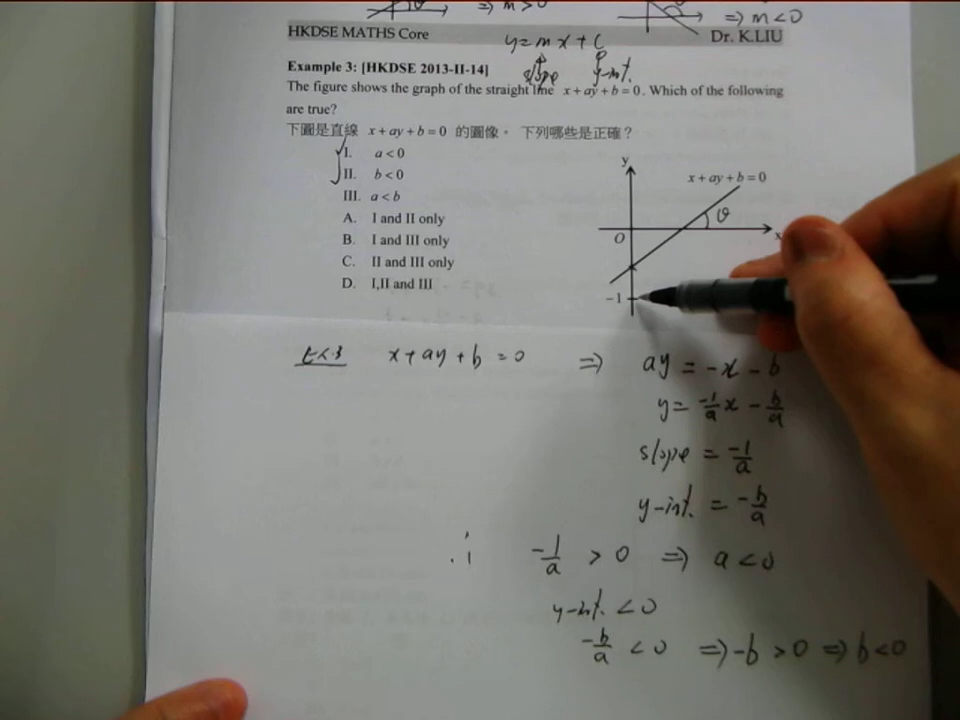 ⇒ m > 0
⇒ m < 0
HKDSE MATHS Core
Dr. K.LIU
y = mx + c
slope
y-int.
Example 3: [HKDSE 2013-II-14]
The figure shows the graph of the straight line x + ay + b = 0. Which of the following
are true?
下圖是直線 x + ay + b = 0 的圖像。 下列哪些是正確？
I. a < 0
II. b < 0
III. a < b
A. I and II only
B. I and III only
C. II and III only
D. I,II and III
y
x + ay + b = 0
θ
O
x
−1
Ex.3 x + ay + b = 0 ⇒ ay = -x - b
y = -1/a x - b/a
slope = -1/a
y-int. = -b/a
∴ -1/a > 0 ⇒ a < 0
y-int. < 0
-b/a < 0 ⇒ -b > 0 ⇒ b < 0